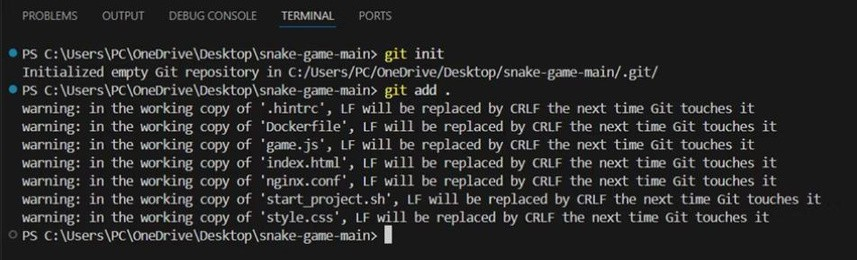 PROBLEMS OUTPUT DEBUG CONSOLE TERMINAL PORTS
PS C:\Users\PC\OneDrive\Desktop\snake-game-main> git init
Initialized empty Git repository in C:/Users/PC/OneDrive/Desktop/snake-game-main/.git/
PS C:\Users\PC\OneDrive\Desktop\snake-game-main> git add .
warning: in the working copy of '.hintrc', LF will be replaced by CRLF the next time Git touches it
warning: in the working copy of 'Dockerfile', LF will be replaced by CRLF the next time Git touches it
warning: in the working copy of 'game.js', LF will be replaced by CRLF the next time Git touches it
warning: in the working copy of 'index.html', LF will be replaced by CRLF the next time Git touches it
warning: in the working copy of 'nginx.conf', LF will be replaced by CRLF the next time Git touches it
warning: in the working copy of 'start_project.sh', LF will be replaced by CRLF the next time Git touches it
warning: in the working copy of 'style.css', LF will be replaced by CRLF the next time Git touches it
PS C:\Users\PC\OneDrive\Desktop\snake-game-main>